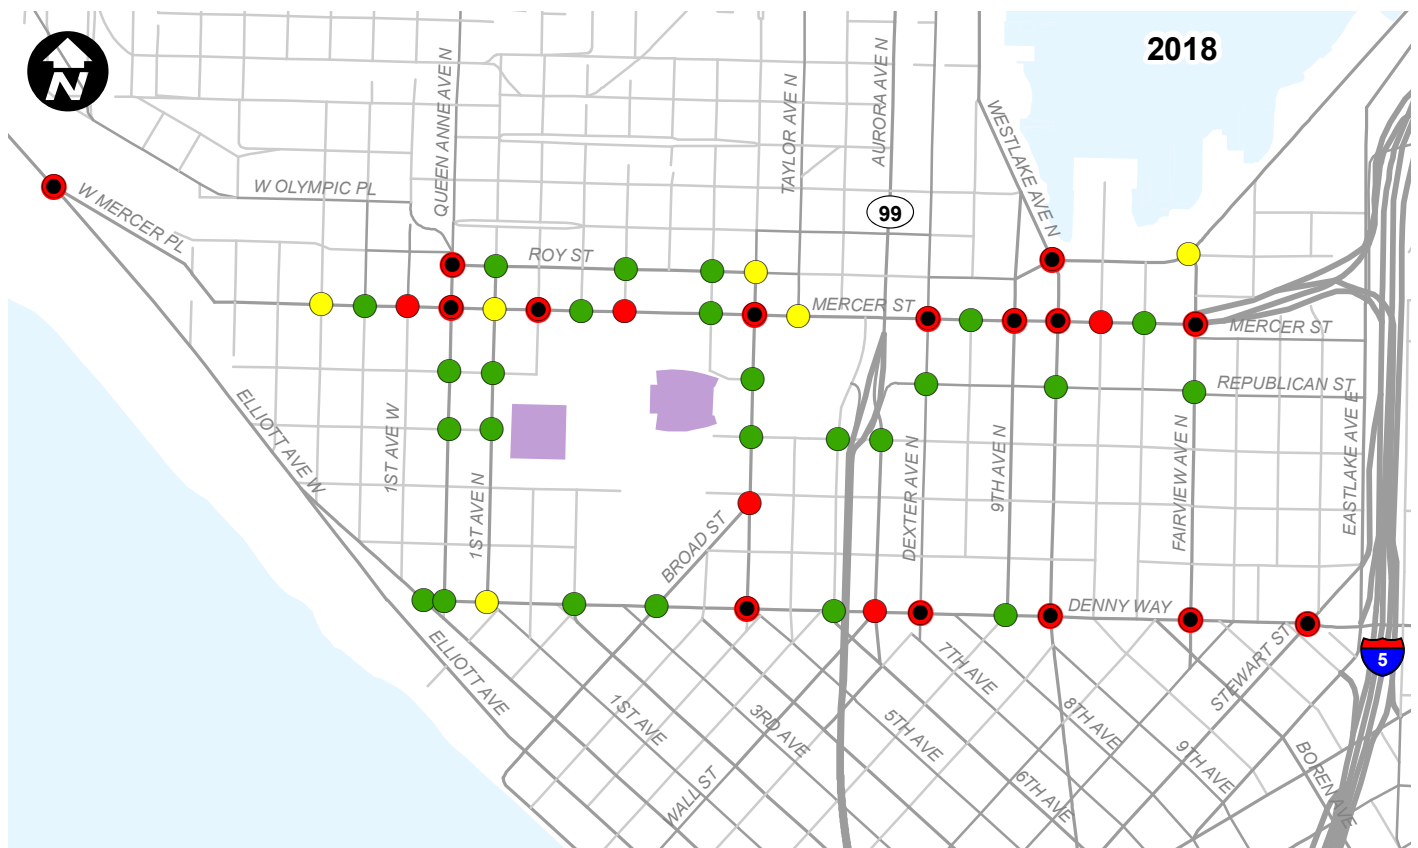 2018
N
QUEEN ANNE AVE N
TAYLOR AVE N
AURORA AVE N
WESTLAKE AVE N
W OLYMPIC PL
W MERCER PL
99
ROY ST
MERCER ST
MERCER ST
REPUBLICAN ST
ELLIOTT AVE W
1ST AVE W
1ST AVE N
BROAD ST
DEXTER AVE N
9TH AVE N
FAIRVIEW AVE N
EASTLAKE AVE E
DENNY WAY
ELLIOTT AVE
1ST AVE
3RD AVE
5TH AVE
7TH AVE
8TH AVE
6TH AVE
9TH AVE
WALL ST
STEWART ST
BOREN AVE
5